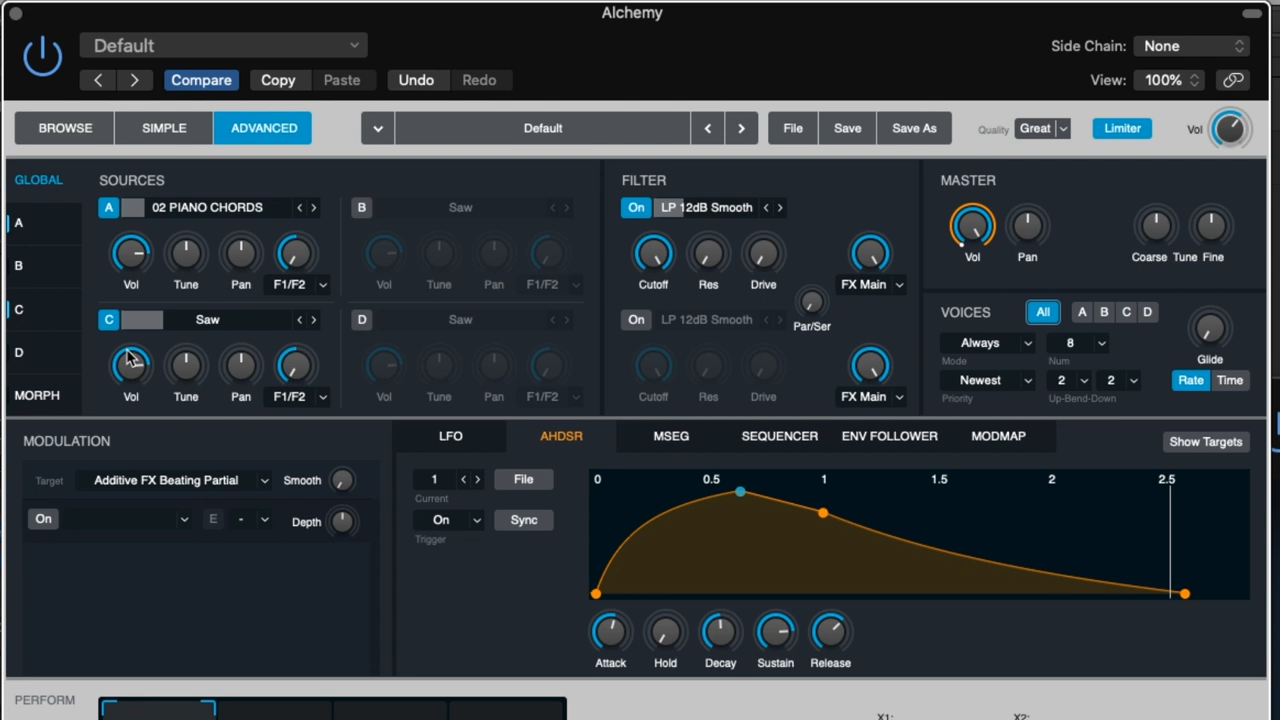 Alchemy
Default
Side Chain: None
Compare Copy Paste Undo Redo
View: 100%
BROWSE SIMPLE ADVANCED Default File Save Save As Quality Great Limiter Vol
GLOBAL
A
B
C
D
MORPH
SOURCES
A 02 PIANO CHORDS
Vol Tune Pan F1/F2
B Saw
Vol Tune Pan F1/F2
C Saw
Vol Tune Pan F1/F2
D Saw
Vol Tune Pan F1/F2
FILTER
On LP 12dB Smooth
Cutoff Res Drive FX Main
Par/Ser
On LP 12dB Smooth
Cutoff Res Drive FX Main
MASTER
Vol Pan Coarse Tune Fine
VOICES All A B C D
Always 8
Mode Num Glide
Newest 2 2 Rate Time
Priority Up-Bend-Down
MODULATION
Target Additive FX Beating Partial Smooth
On E - Depth
LFO AHDSR MSEG SEQUENCER ENV FOLLOWER MODMAP Show Targets
1 File
Current
On Sync
Trigger
0 0.5 1 1.5 2 2.5
Attack Hold Decay Sustain Release
PERFORM
X1: X2: